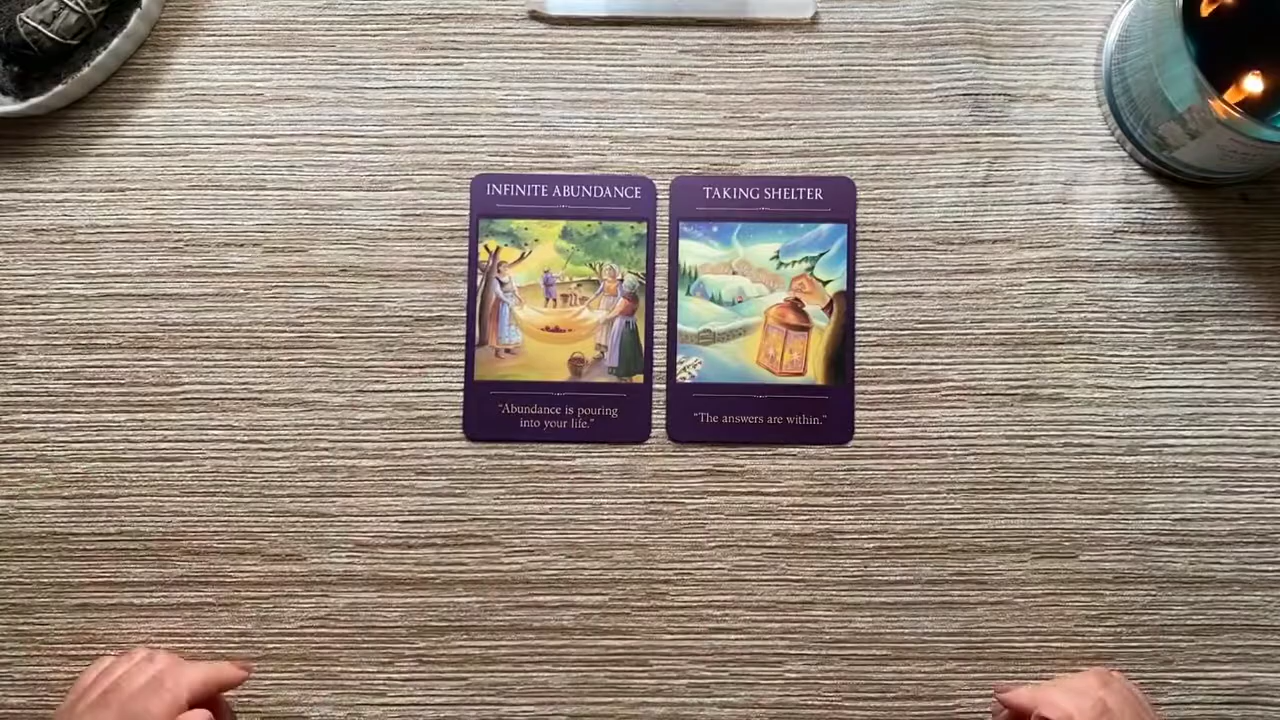 INFINITE ABUNDANCE
"Abundance is pouring
into your life."
TAKING SHELTER
"The answers are within."